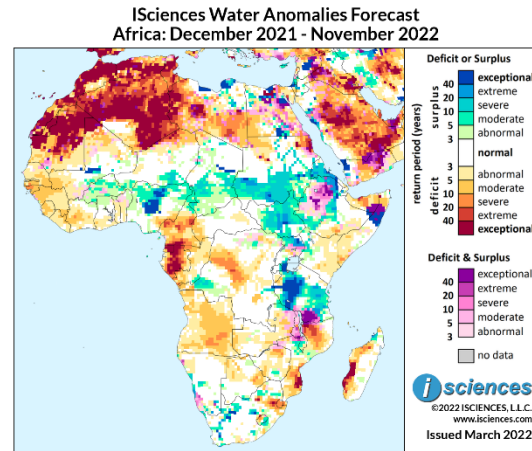 ISciences Water Anomalies Forecast
Africa: December 2021 - November 2022
Deficit or Surplus
return period (years)
surplus
deficit
exceptional
40
extreme
20
severe
10
moderate
5
abnormal
3
normal
3
abnormal
5
moderate
10
severe
20
extreme
40
exceptional
Deficit & Surplus
exceptional
40
extreme
20
severe
10
moderate
5
abnormal
3
no data
i sciences
©2022 ISCIENCES, L.L.C.
www.isciences.com
Issued March 2022